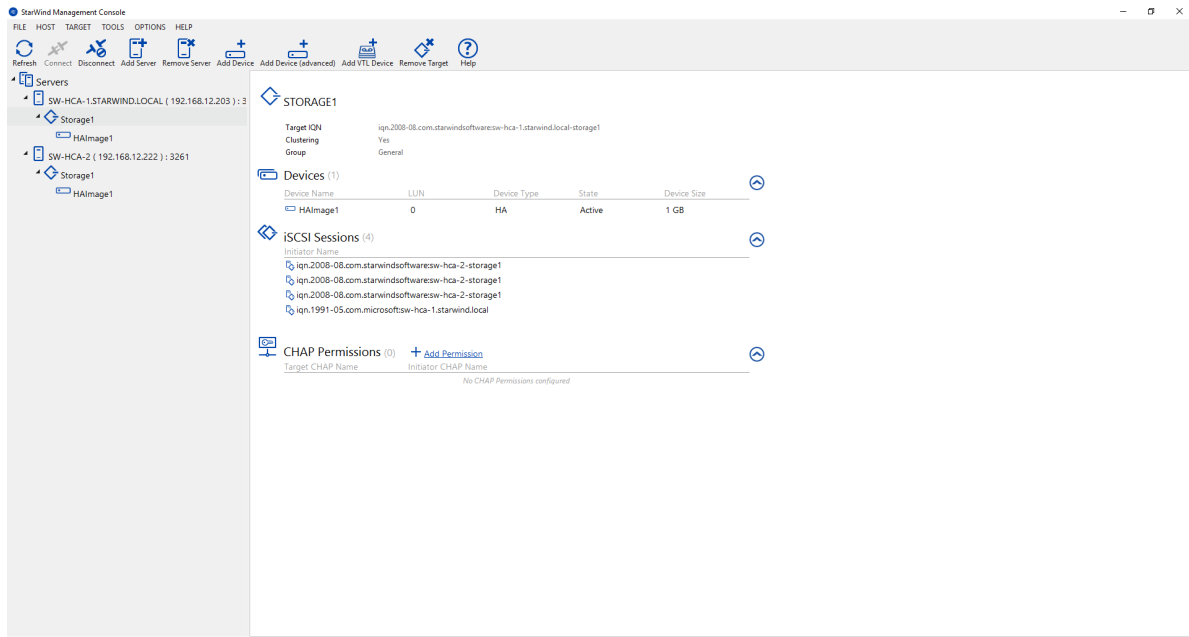 StarWind Management Console
FILE HOST TARGET TOOLS OPTIONS HELP
Refresh Connect Disconnect Add Server Remove Server Add Device Add Device (advanced) Add VTL Device Remove Target Help
Servers
SW-HCA-1.STARWIND.LOCAL ( 192.168.12.203 ) : 3
Storage1
HAImage1
SW-HCA-2 ( 192.168.12.222 ) : 3261
Storage1
HAImage1
STORAGE1
Target IQN iqn.2008-08.com.starwindsoftware:sw-hca-1.starwind.local-storage1
Clustering Yes
Group General
Devices (1)
Device Name LUN Device Type State Device Size
HAImage1 0 HA Active 1 GB
iSCSI Sessions (4)
Initiator Name
iqn.2008-08.com.starwindsoftware:sw-hca-2-storage1
iqn.2008-08.com.starwindsoftware:sw-hca-2-storage1
iqn.2008-08.com.starwindsoftware:sw-hca-2-storage1
iqn.1991-05.com.microsoft:sw-hca-1.starwind.local
CHAP Permissions (0) Add Permission
Target CHAP Name Initiator CHAP Name
No CHAP Permissions configured